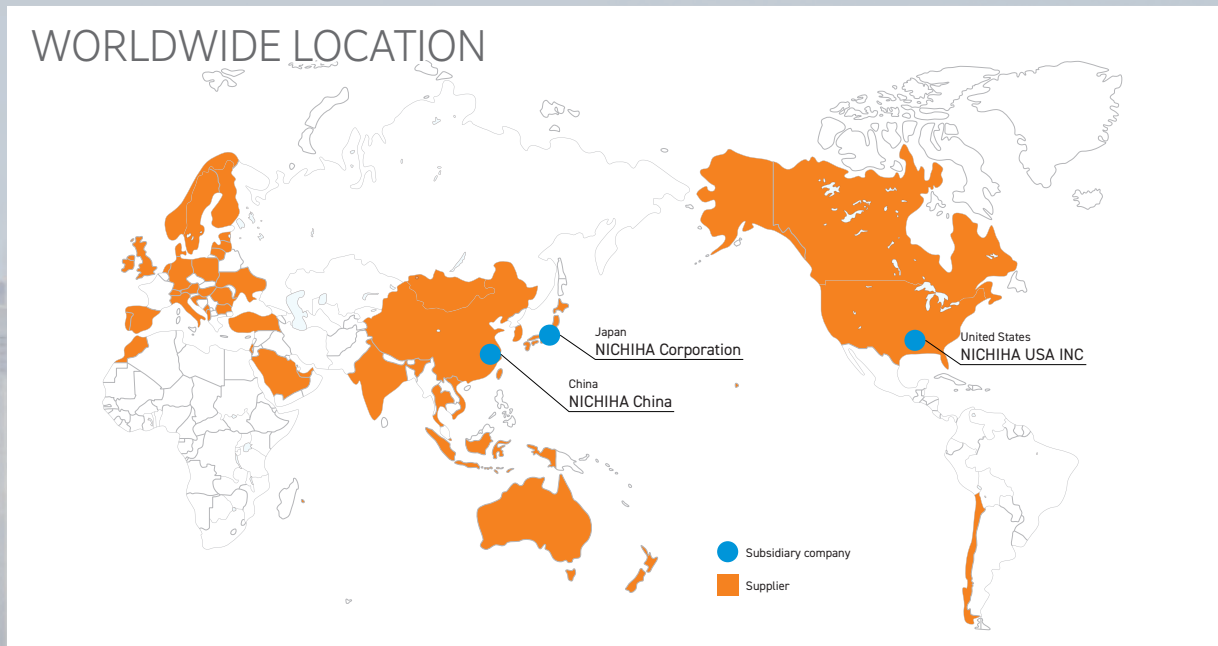 WORLDWIDE LOCATION
Japan
NICHIHA Corporation
United States
NICHIHA USA INC
China
NICHIHA China
Subsidiary company
Supplier